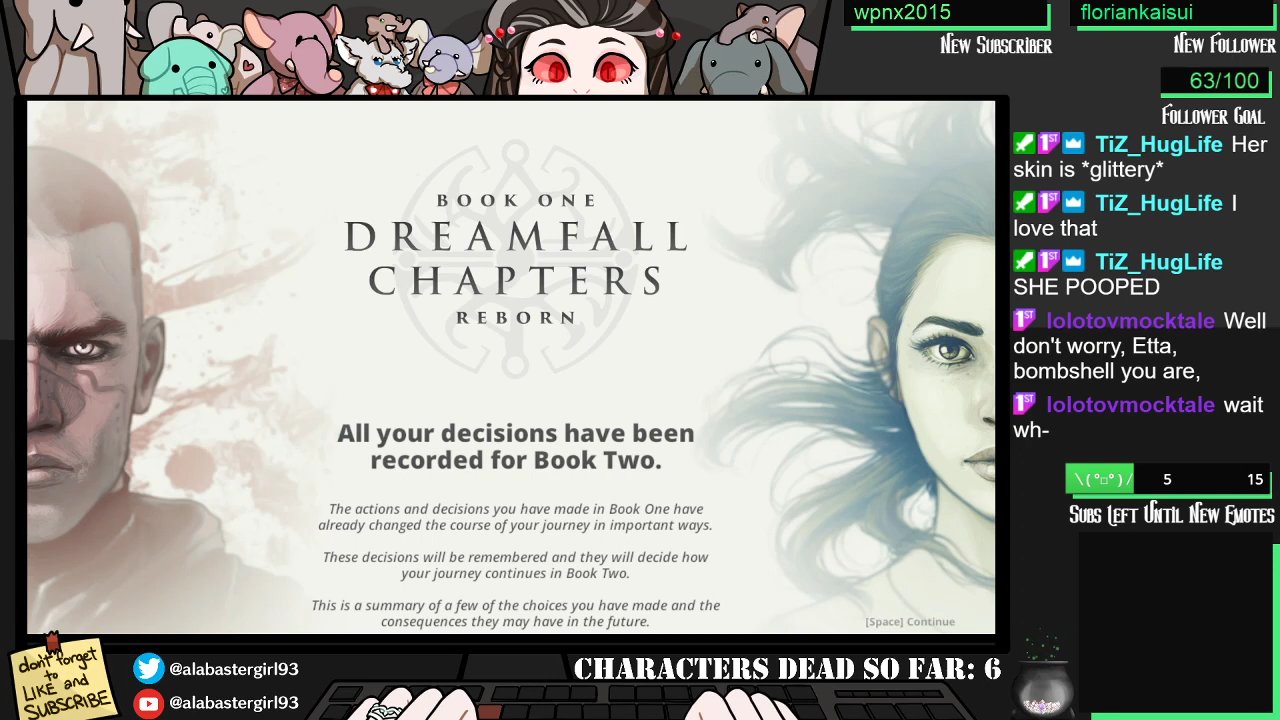 wpnx2015
New Subscriber
floriankaisui
New Follower
63/100
Follower Goal
BOOK ONE
DREAMFALL
CHAPTERS
REBORN
All your decisions have been
recorded for Book Two.
The actions and decisions you have made in Book One have
already changed the course of your journey in important ways.
These decisions will be remembered and they will decide how
your journey continues in Book Two.
This is a summary of a few of the choices you have made and the
consequences they may have in the future.
[Space] Continue
1ST TiZ_HugLife Her
skin is *glittery*
1ST TiZ_HugLife I
love that
1ST TiZ_HugLife
SHE POOPED
1ST lolotovmocktale Well
don't worry, Etta,
bombshell you are,
1ST lolotovmocktale wait
wh-
\(°□°)/ 5 15
Subs Left Until New Emotes
don't forget
to
LIKE and
SUBSCRIBE
@alabastergirl93
@alabastergirl93
CHARACTERS DEAD SO FAR: 6